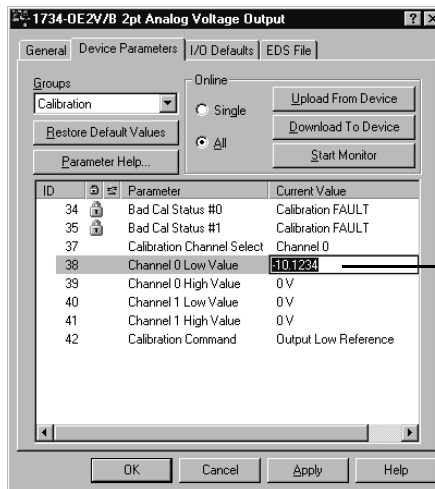 1734-OE2V/B 2pt Analog Voltage Output
General Device Parameters I/O Defaults EDS File
Groups
Calibration
Restore Default Values
Parameter Help...
Online
Single
All
Upload From Device
Download To Device
Start Monitor
ID Parameter Current Value
34 Bad Cal Status #0 Calibration FAULT
35 Bad Cal Status #1 Calibration FAULT
37 Calibration Channel Select Channel 0
38 Channel 0 Low Value -10.1234
39 Channel 0 High Value 0 V
40 Channel 1 Low Value 0 V
41 Channel 1 High Value 0 V
42 Calibration Command Output Low Reference
OK Cancel Apply Help